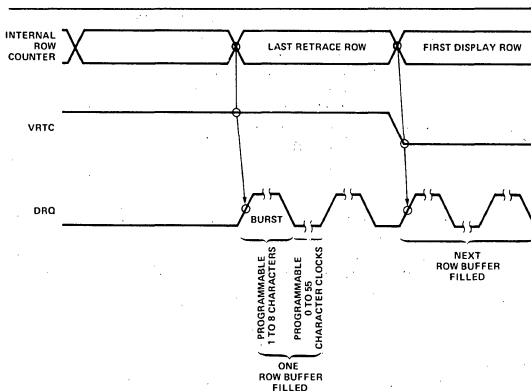 INTERNAL
ROW
COUNTER
LAST RETRACE ROW
FIRST DISPLAY ROW
VRTC
DRQ
BURST
PROGRAMMABLE
1 TO 8 CHARACTERS
PROGRAMMABLE
0 TO 55
CHARACTER CLOCKS
NEXT
ROW BUFFER
FILLED
ONE
ROW BUFFER
FILLED